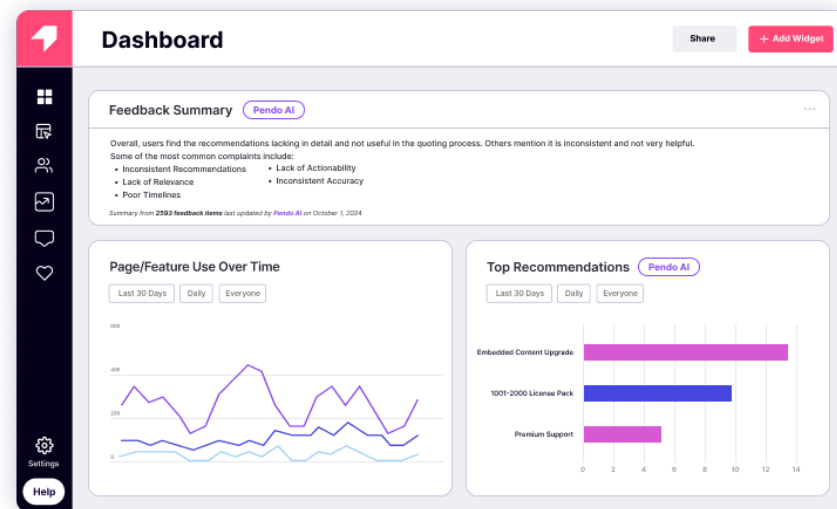 Dashboard
Share
+ Add Widget
Feedback Summary
Pendo AI
Overall, users find the recommendations lacking in detail and not useful in the quoting process. Others mention it is inconsistent and not very helpful.
Some of the most common complaints include:
• Inconsistent Recommendations
• Lack of Relevance
• Poor Timelines
• Lack of Actionability
• Inconsistent Accuracy
Summary from 2593 feedback items last updated by Pendo AI on October 1, 2024
Page/Feature Use Over Time
Last 30 Days
Daily
Everyone
600
400
200
0
Top Recommendations
Pendo AI
Last 30 Days
Daily
Everyone
Embedded Content Upgrade
1001-2000 License Pack
Premium Support
0 2 4 6 8 10 12 14
Settings
Help